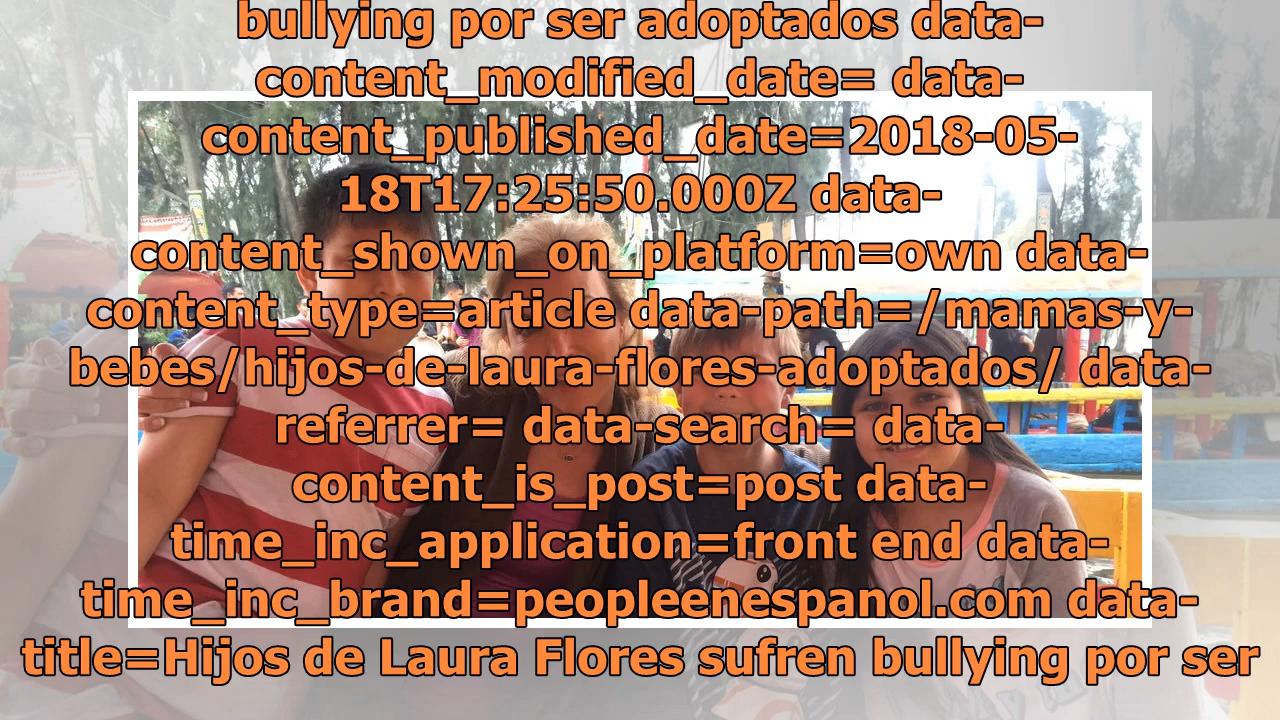 bullying por ser adoptados data-
content_modified_date= data-
content_published_date=2018-05-
18T17:25:50.000Z data-
content_shown_on_platform=own data-
content_type=article data-path=/mamas-y-
bebes/hijos-de-laura-flores-adoptados/ data-
referrer= data-search= data-
content_is_post=post data-
time_inc_application=front end data-
time_inc_brand=peopleenespanol.com data-
title=Hijos de Laura Flores sufren bullying por ser